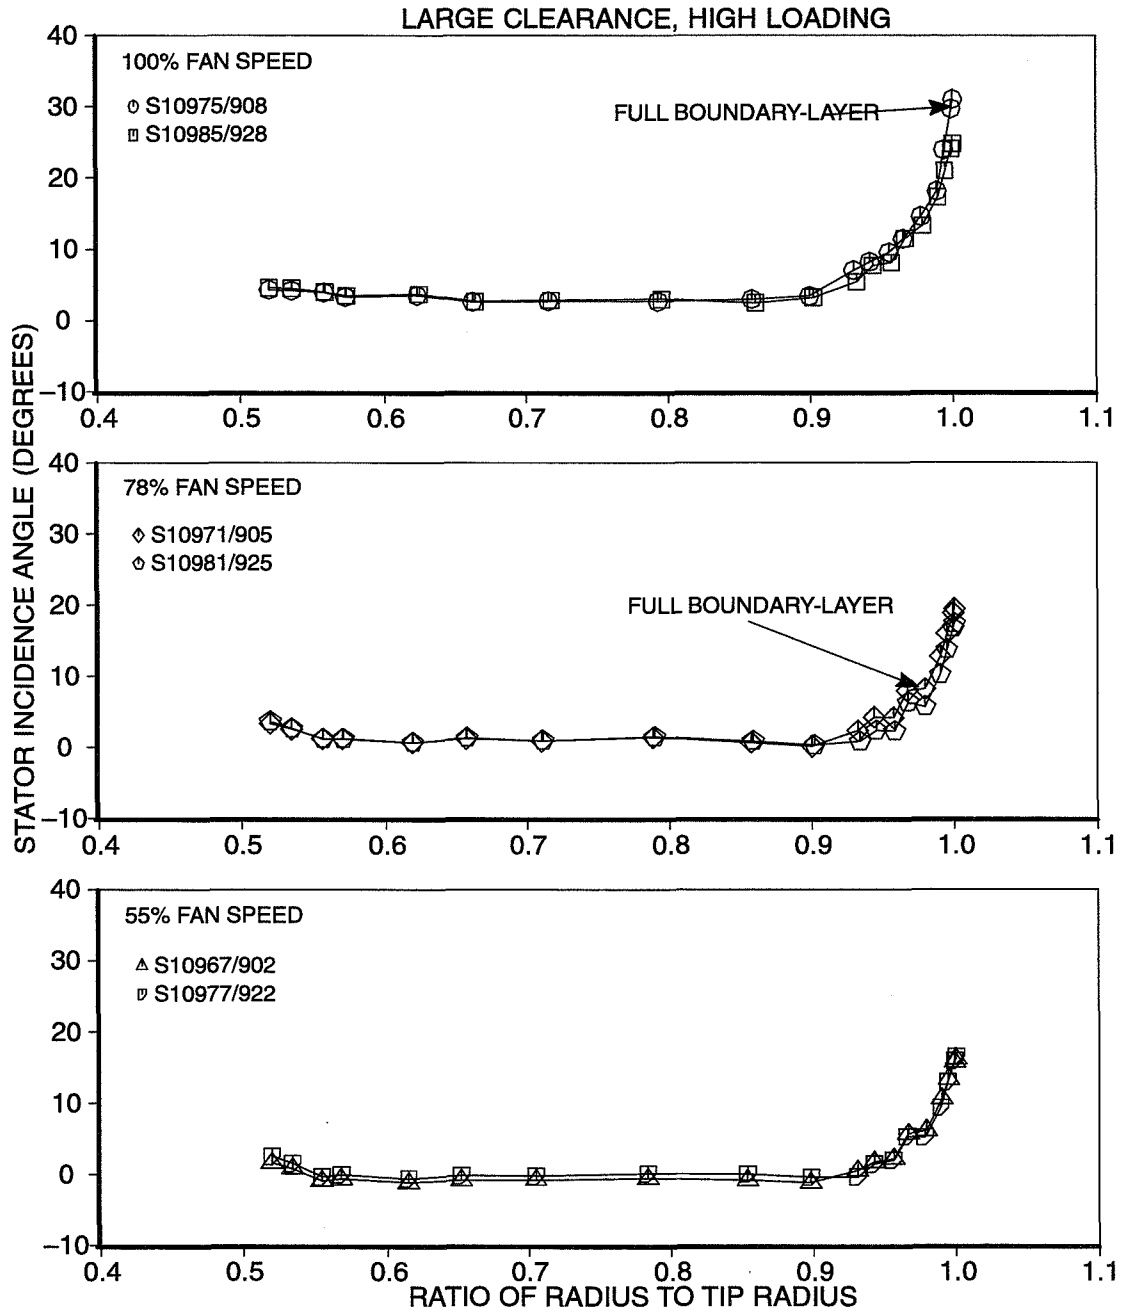 LARGE CLEARANCE, HIGH LOADING
40
100% FAN SPEED
S10975/908
S10985/928
FULL BOUNDARY-LAYER
30
20
10
0
−10
0.4 0.5 0.6 0.7 0.8 0.9 1.0 1.1
STATOR INCIDENCE ANGLE (DEGREES)
40
78% FAN SPEED
30
S10971/905
S10981/925
20
FULL BOUNDARY-LAYER
10
0
−10
0.4 0.5 0.6 0.7 0.8 0.9 1.0 1.1
40
55% FAN SPEED
30
S10967/902
S10977/922
20
10
0
−10
0.4 0.5 0.6 0.7 0.8 0.9 1.0 1.1
RATIO OF RADIUS TO TIP RADIUS